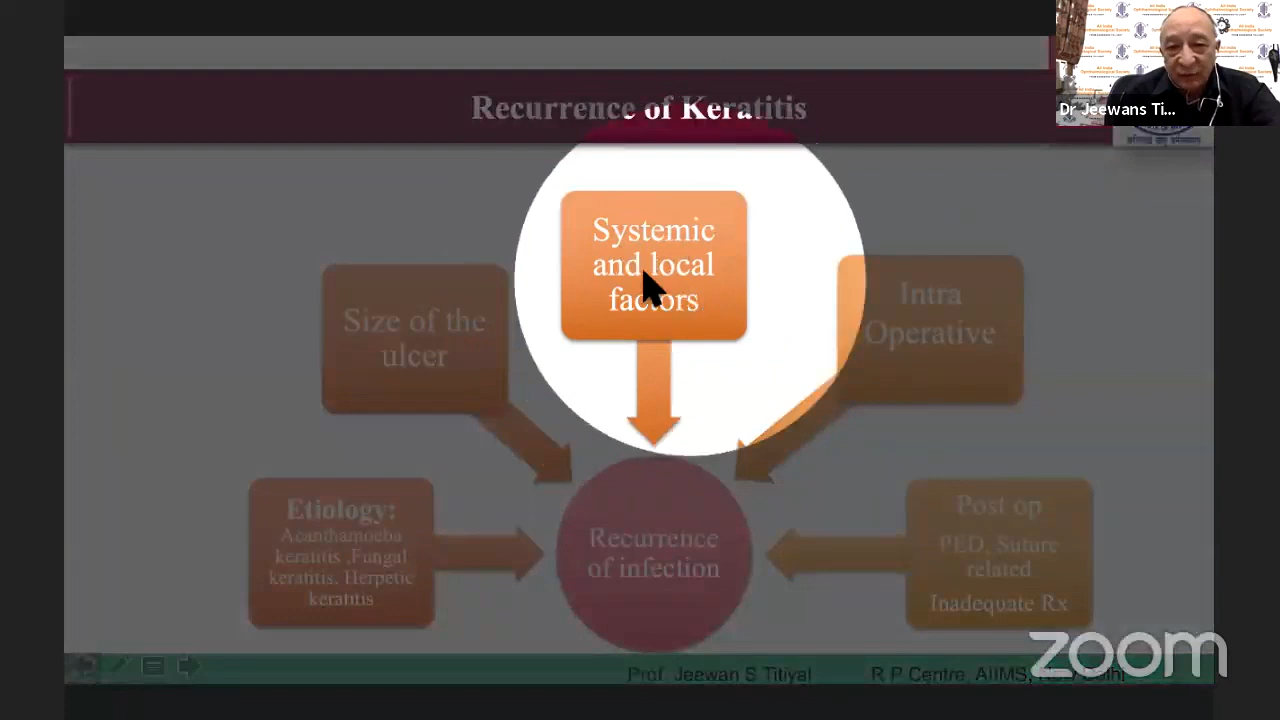 Recurrence of Keratitis
Dr Jeewans Ti...
Systemic
and local
factors
Size of the
ulcer
Intra
Operative
Etiology:
Acanthamoeba
keratitis ,Fungal
keratitis, Herpetic
keratitis
Recurrence
of infection
Post op
PED, Suture
related
Inadequate Rx
zoom
Prof. Jeewan S Titiyal
R P Centre, AIIMS, New Delhi